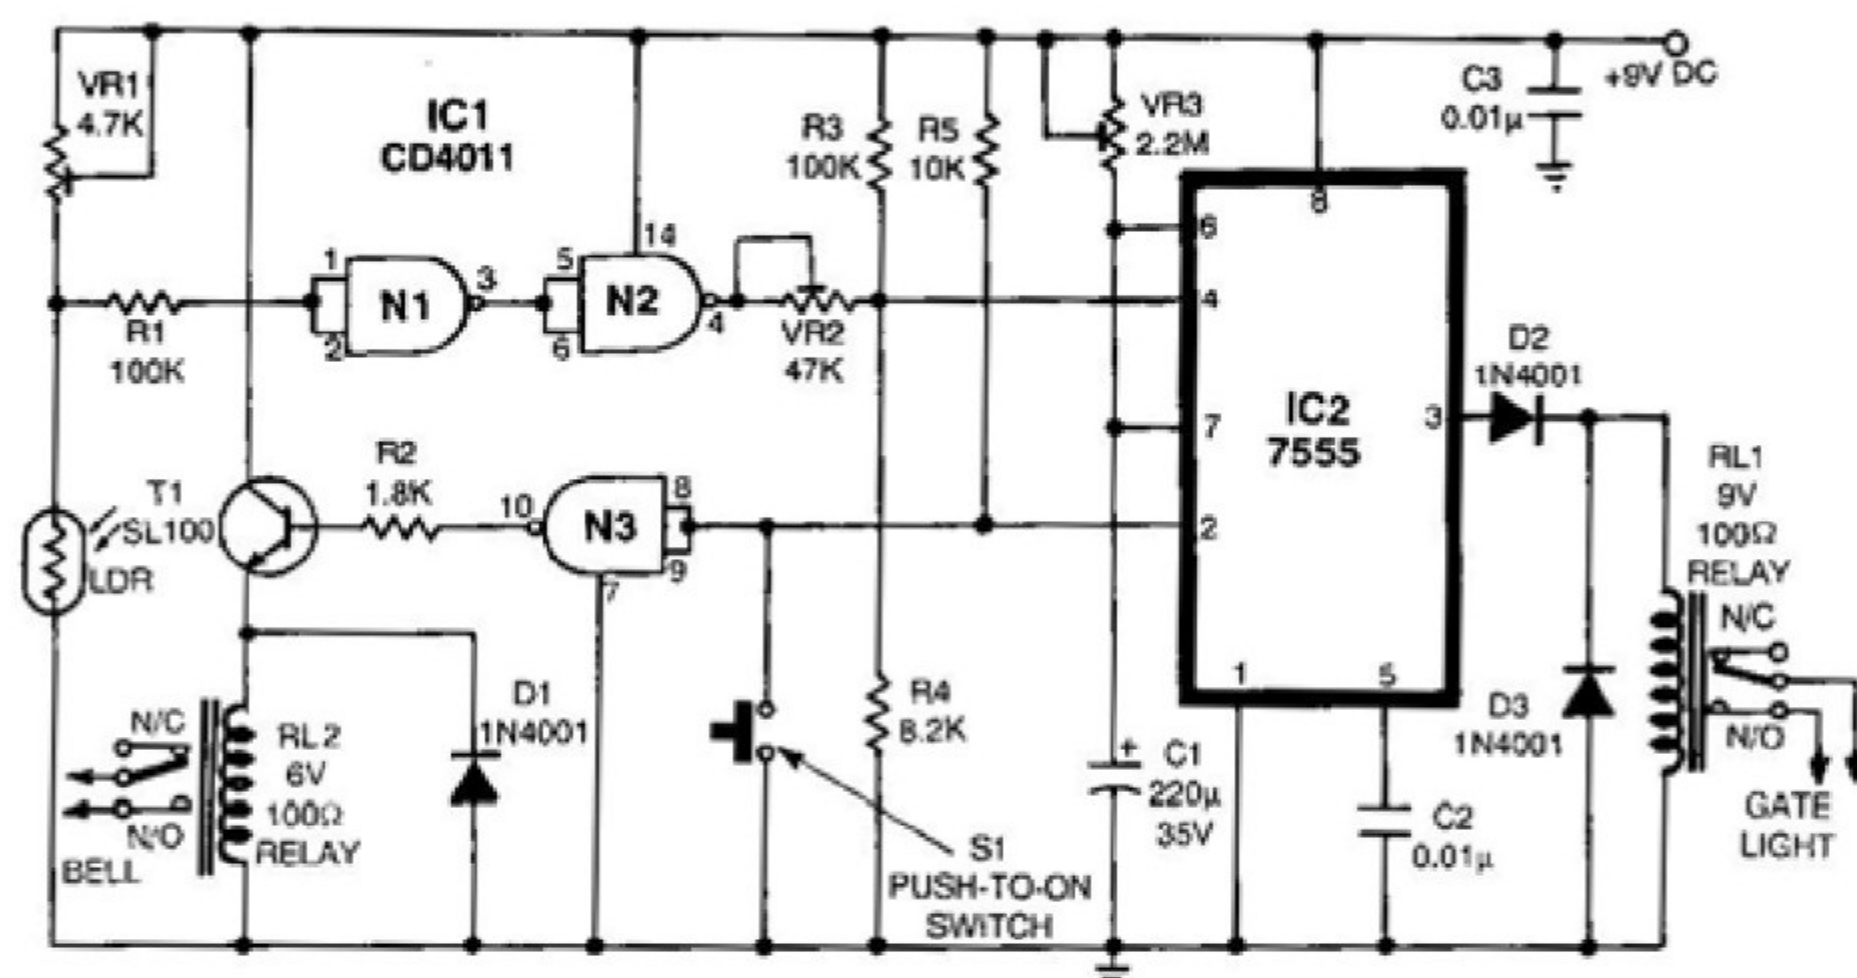 VR1
4.7K
IC1
CD4011
R3
100K
R5
10K
VR3
2.2M
C3
0.01µ
+9V DC
8
6
14
1
2
N1
3
5
6
N2
4
4
R1
100K
VR2
47K
D2
1N4001
IC2
7555
3
7
RL1
9V
100Ω
RELAY
N/C
N/O
R2
1.8K
T1
SL100
LDR
10
N3
8
9
7
2
1
5
D1
1N4001
R4
8.2K
N/C
RL2
6V
100Ω
RELAY
N/O
BELL
+
C1
220µ
35V
D3
1N4001
C2
0.01µ
GATE
LIGHT
S1
PUSH-TO-ON
SWITCH